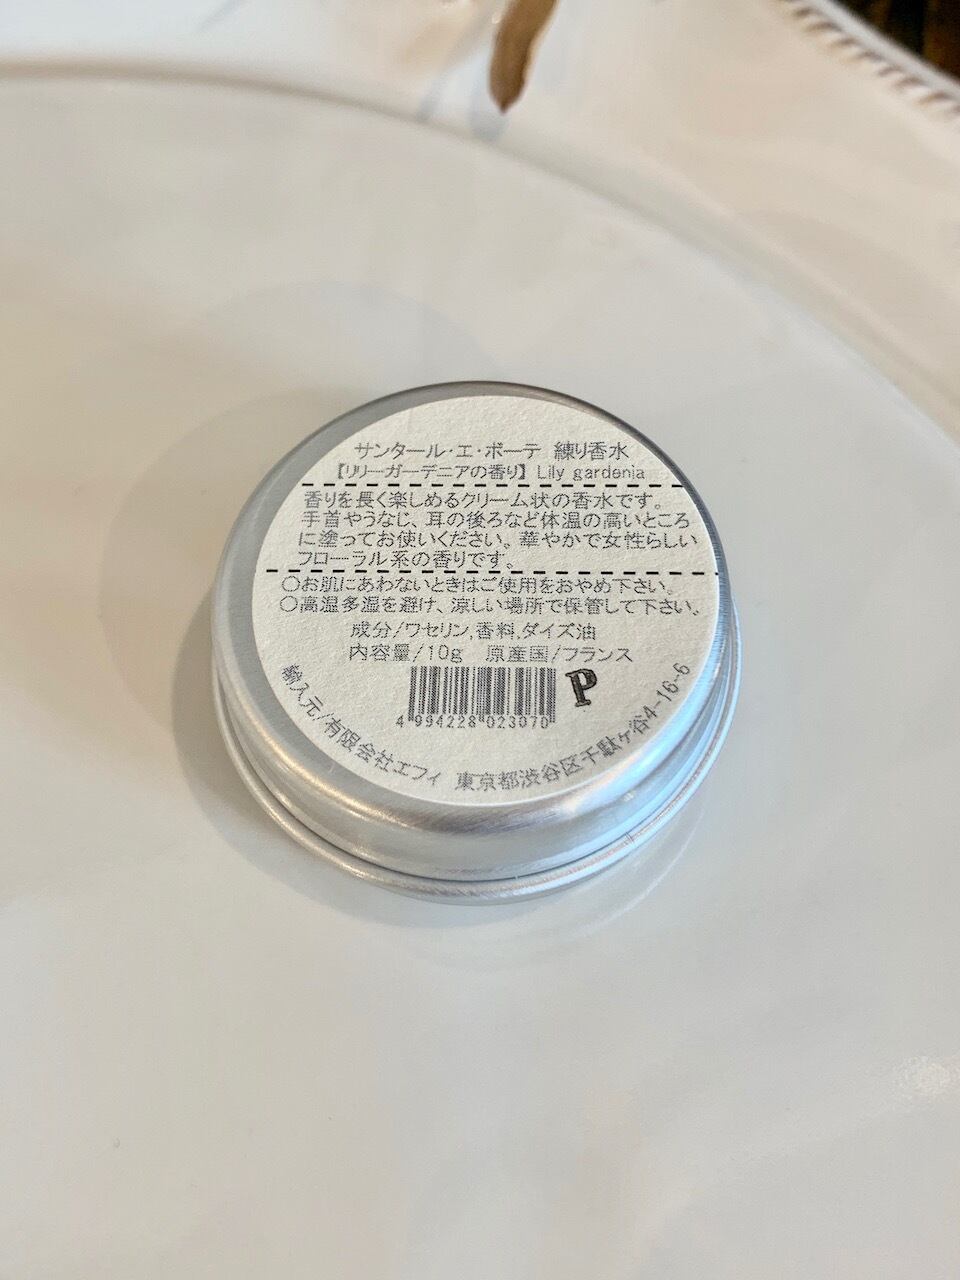 サンタール・エ・ボーテ 練り香水
【リリーガーデニアの香り】 Lily gardenia
香りを長く楽しめるクリーム状の香水です。
手首やうなじ、耳の後ろなど体温の高いところ
に塗ってお使いください。華やかで女性らしい
フローラル系の香りです。
○お肌にあわないときはご使用をおやめ下さい。
○高温多湿を避け、涼しい場所で保管して下さい。
成分/ワセリン,香料,ダイズ油
内容量/10g 原産国/フランス
P
4 994228 023070
輸入元/有限会社エフィ 東京都渋谷区千駄ヶ谷4-16-6